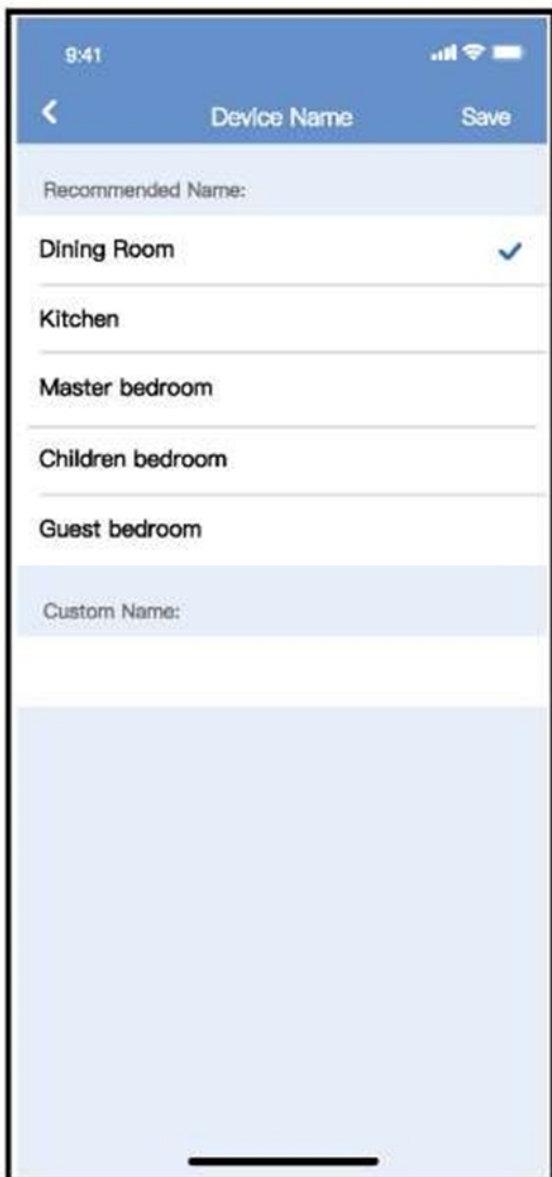 9:41
Device Name Save
Recommended Name:
Dining Room
Kitchen
Master bedroom
Children bedroom
Guest bedroom
Custom Name: